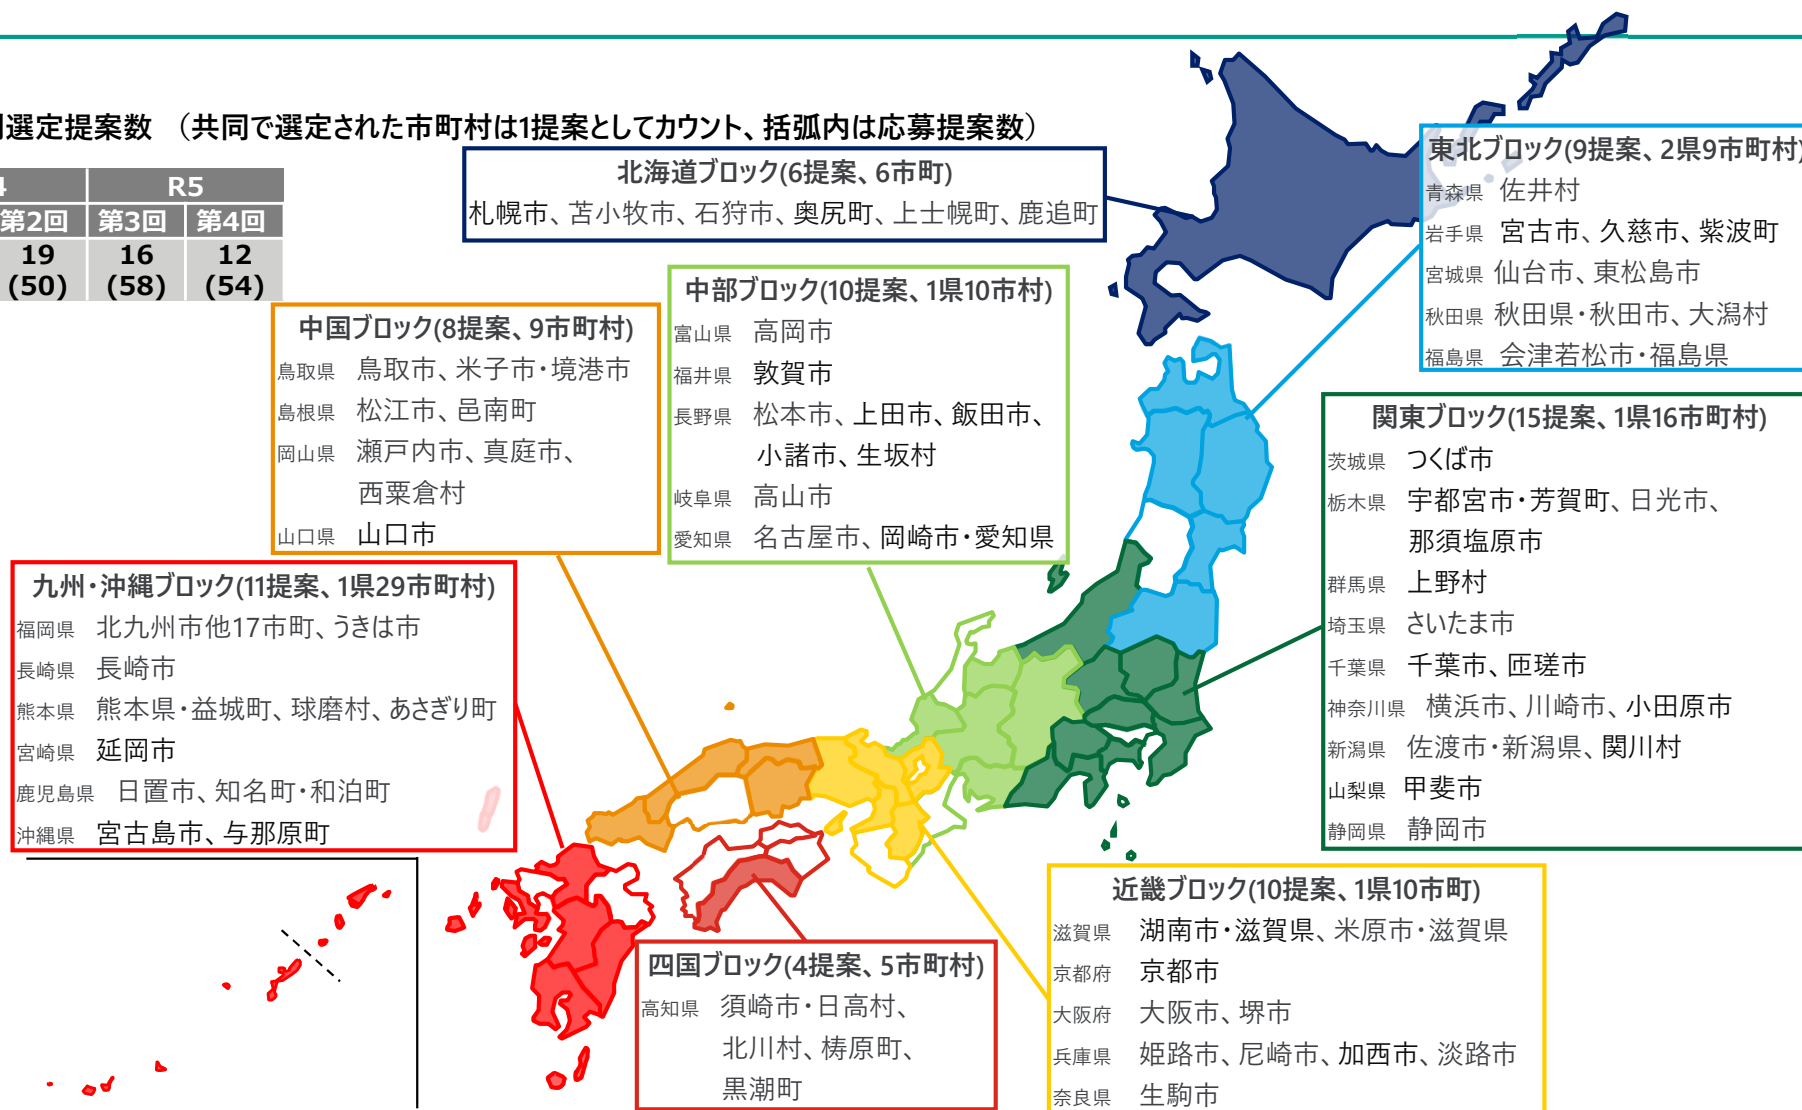 別選定提案数 （共同で選定された市町村は1提案としてカウント、括弧内は応募提案数）
4 R5
第2回 第3回 第4回
19 16 12
(50) (58) (54)
北海道ブロック(6提案、6市町)
札幌市、苫小牧市、石狩市、奥尻町、上士幌町、鹿追町
東北ブロック(9提案、2県9市町村)
青森県 佐井村
岩手県 宮古市、久慈市、紫波町
宮城県 仙台市、東松島市
秋田県 秋田県・秋田市、大潟村
福島県 会津若松市・福島県
中部ブロック(10提案、1県10市村)
富山県 高岡市
福井県 敦賀市
長野県 松本市、上田市、飯田市、
小諸市、生坂村
岐阜県 高山市
愛知県 名古屋市、岡崎市・愛知県
中国ブロック(8提案、9市町村)
鳥取県 鳥取市、米子市・境港市
島根県 松江市、邑南町
岡山県 瀬戸内市、真庭市、
西粟倉村
山口県 山口市
関東ブロック(15提案、1県16市町村)
茨城県 つくば市
栃木県 宇都宮市・芳賀町、日光市、
那須塩原市
群馬県 上野村
埼玉県 さいたま市
千葉県 千葉市、匝瑳市
神奈川県 横浜市、川崎市、小田原市
新潟県 佐渡市・新潟県、関川村
山梨県 甲斐市
静岡県 静岡市
九州・沖縄ブロック(11提案、1県29市町村)
福岡県 北九州市他17市町、うきは市
長崎県 長崎市
熊本県 熊本県・益城町、球磨村、あさぎり町
宮崎県 延岡市
鹿児島県 日置市、知名町・和泊町
沖縄県 宮古島市、与那原町
近畿ブロック(10提案、1県10市町)
滋賀県 湖南市・滋賀県、米原市・滋賀県
京都府 京都市
大阪府 大阪市、堺市
兵庫県 姫路市、尼崎市、加西市、淡路市
奈良県 生駒市
四国ブロック(4提案、5市町村)
高知県 須崎市・日高村、
北川村、梼原町、
黒潮町